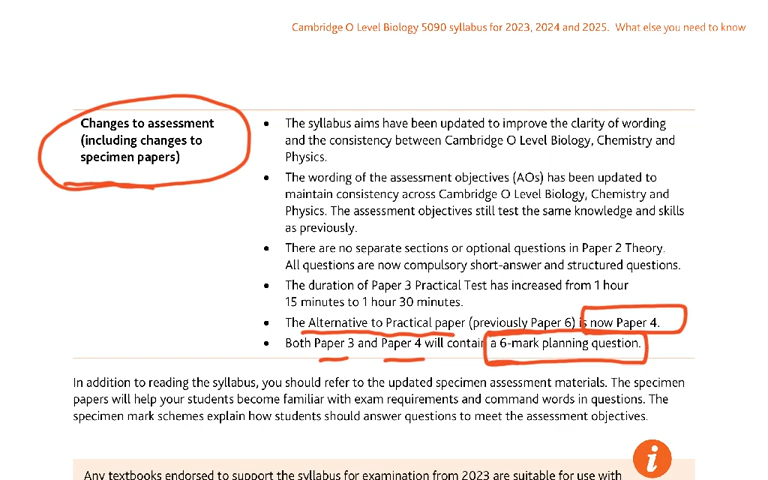 Cambridge O Level Biology 5090 syllabus for 2023, 2024 and 2025. What else you need to know
Changes to assessment
(including changes to
specimen papers)
• The syllabus aims have been updated to improve the clarity of wording
and the consistency between Cambridge O Level Biology, Chemistry and
Physics.
• The wording of the assessment objectives (AOs) has been updated to
maintain consistency across Cambridge O Level Biology, Chemistry and
Physics. The assessment objectives still test the same knowledge and skills
as previously.
• There are no separate sections or optional questions in Paper 2 Theory.
All questions are now compulsory short-answer and structured questions.
• The duration of Paper 3 Practical Test has increased from 1 hour
15 minutes to 1 hour 30 minutes.
• The Alternative to Practical paper (previously Paper 6) is now Paper 4.
• Both Paper 3 and Paper 4 will contain a 6-mark planning question.
In addition to reading the syllabus, you should refer to the updated specimen assessment materials. The specimen
papers will help your students become familiar with exam requirements and command words in questions. The
specimen mark schemes explain how students should answer questions to meet the assessment objectives.
i
Any textbooks endorsed to support the syllabus for examination from 2023 are suitable for use with